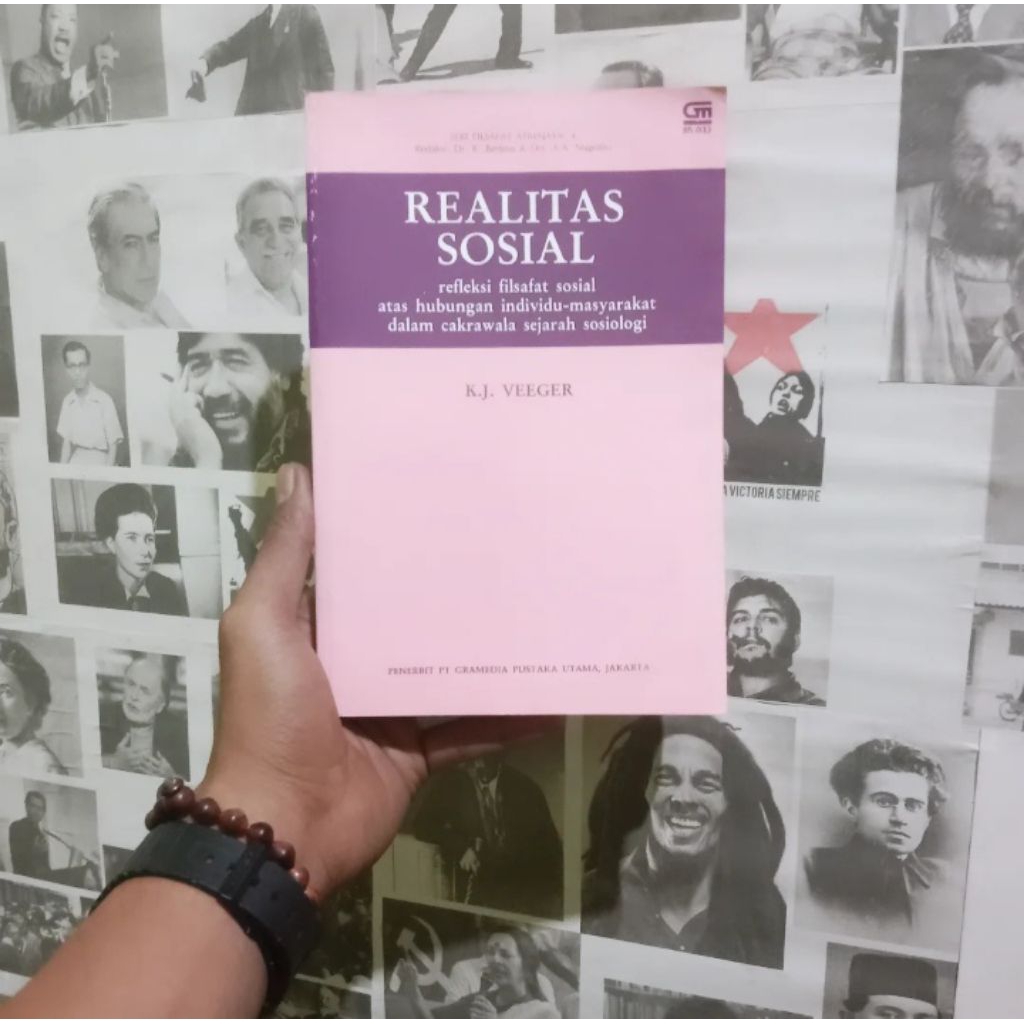 Gm
REALITAS
SOSIAL
refleksi filsafat sosial
atas hubungan individu-masyarakat
dalam cakrawala sejarah sosiologi
K.J. VEEGER
PENERBIT PT GRAMEDIA PUSTAKA UTAMA, JAKARTA
A VICTORIA SIEMPRE